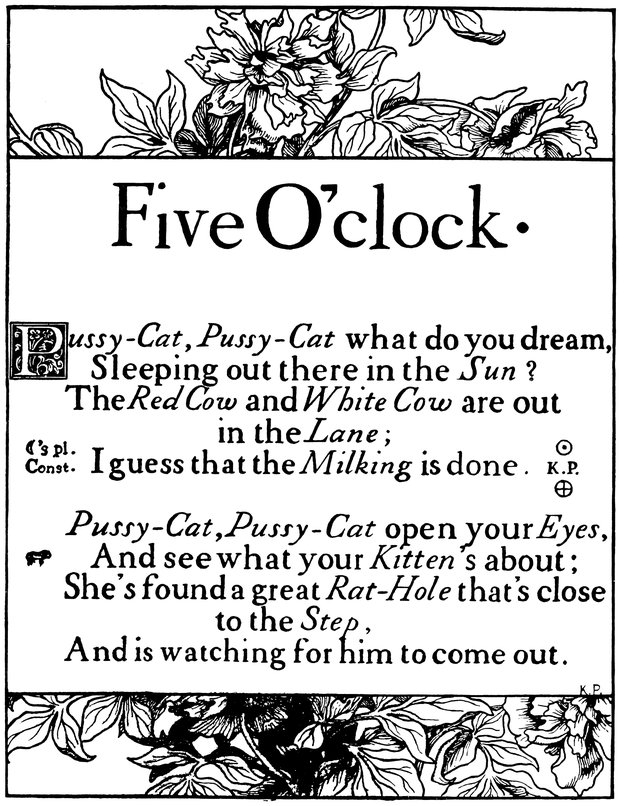 Five O'clock.
Pussy-Cat, Pussy-Cat what do you dream,
Sleeping out there in the Sun ?
The Red Cow and White Cow are out
in the Lane ;
☾'s pl.
Const.
I guess that the Milking is done .
☉
K.P.
⊕
Pussy-Cat, Pussy-Cat open your Eyes,
And see what your Kitten's about ;
She's found a great Rat-Hole that's close
to the Step ,
And is watching for him to come out.
K.P.